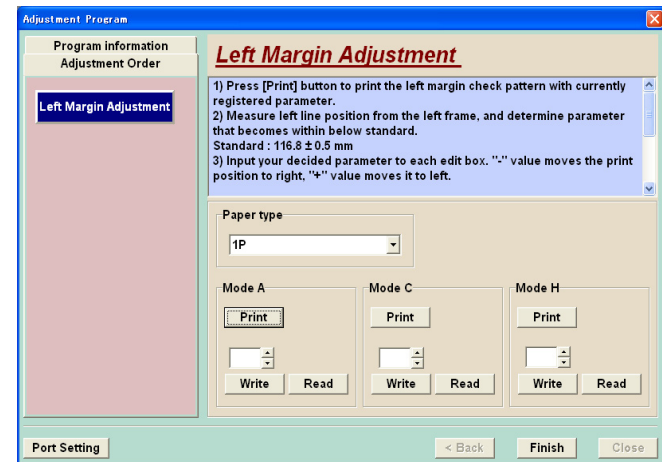 Adjustment Program
Program information
Adjustment Order
Left Margin Adjustment
Left Margin Adjustment
1) Press [Print] button to print the left margin check pattern with currently
registered parameter.
2) Measure left line position from the left frame, and determine parameter
that becomes within below standard.
Standard : 116.8 ± 0.5 mm
3) Input your decided parameter to each edit box. "-" value moves the print
position to right, "+" value moves it to left.
Paper type
1P
Mode A
Print
Write Read
Mode C
Print
Write Read
Mode H
Print
Write Read
Port Setting
< Back Finish Close